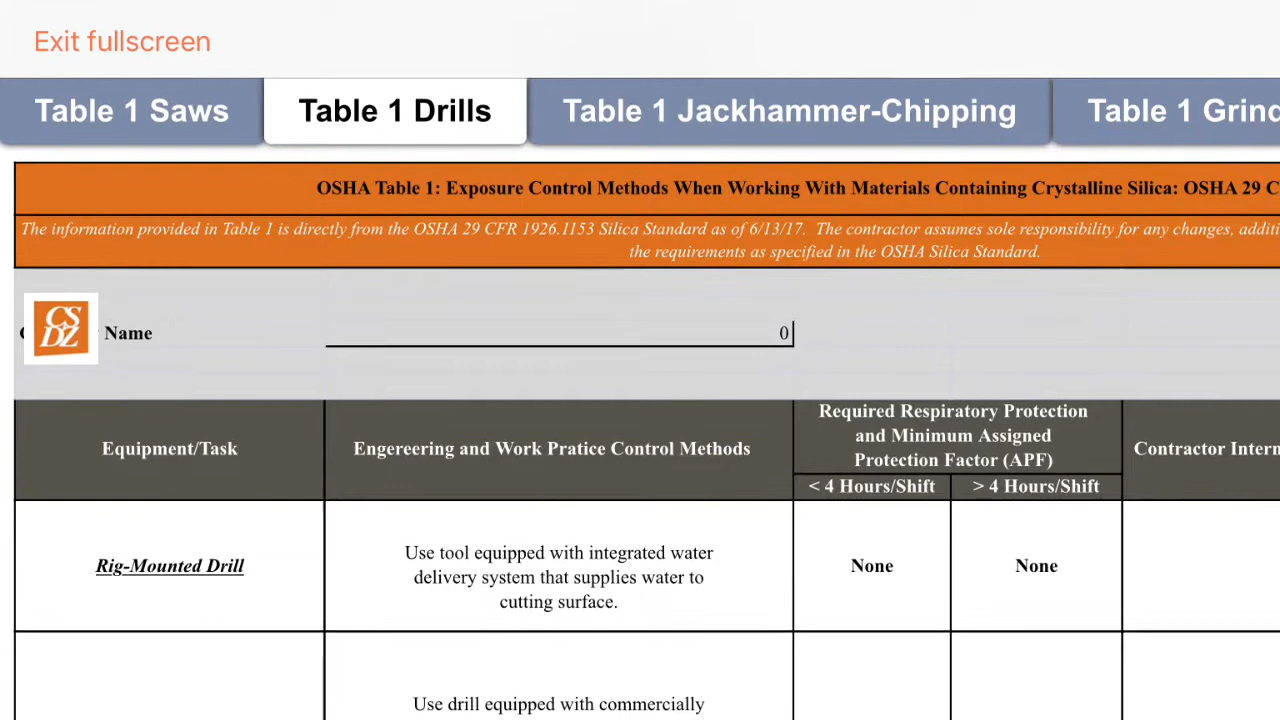 Exit fullscreen
Table 1 Saws
Table 1 Drills
Table 1 Jackhammer-Chipping
Table 1 Grin
OSHA Table 1: Exposure Control Methods When Working With Materials Containing Crystalline Silica: OSHA 29 C
The information provided in Table 1 is directly from the OSHA 29 CFR 1926.1153 Silica Standard as of 6/13/17. The contractor assumes sole responsibility for any changes, additi
the requirements as specified in the OSHA Silica Standard.
CS
DZ
Name
0
Equipment/Task
Engereering and Work Pratice Control Methods
Required Respiratory Protection
and Minimum Assigned
Protection Factor (APF)
< 4 Hours/Shift
> 4 Hours/Shift
Contractor Intern
Rig-Mounted Drill
Use tool equipped with integrated water
delivery system that supplies water to
cutting surface.
None
None
Use drill equipped with commercially